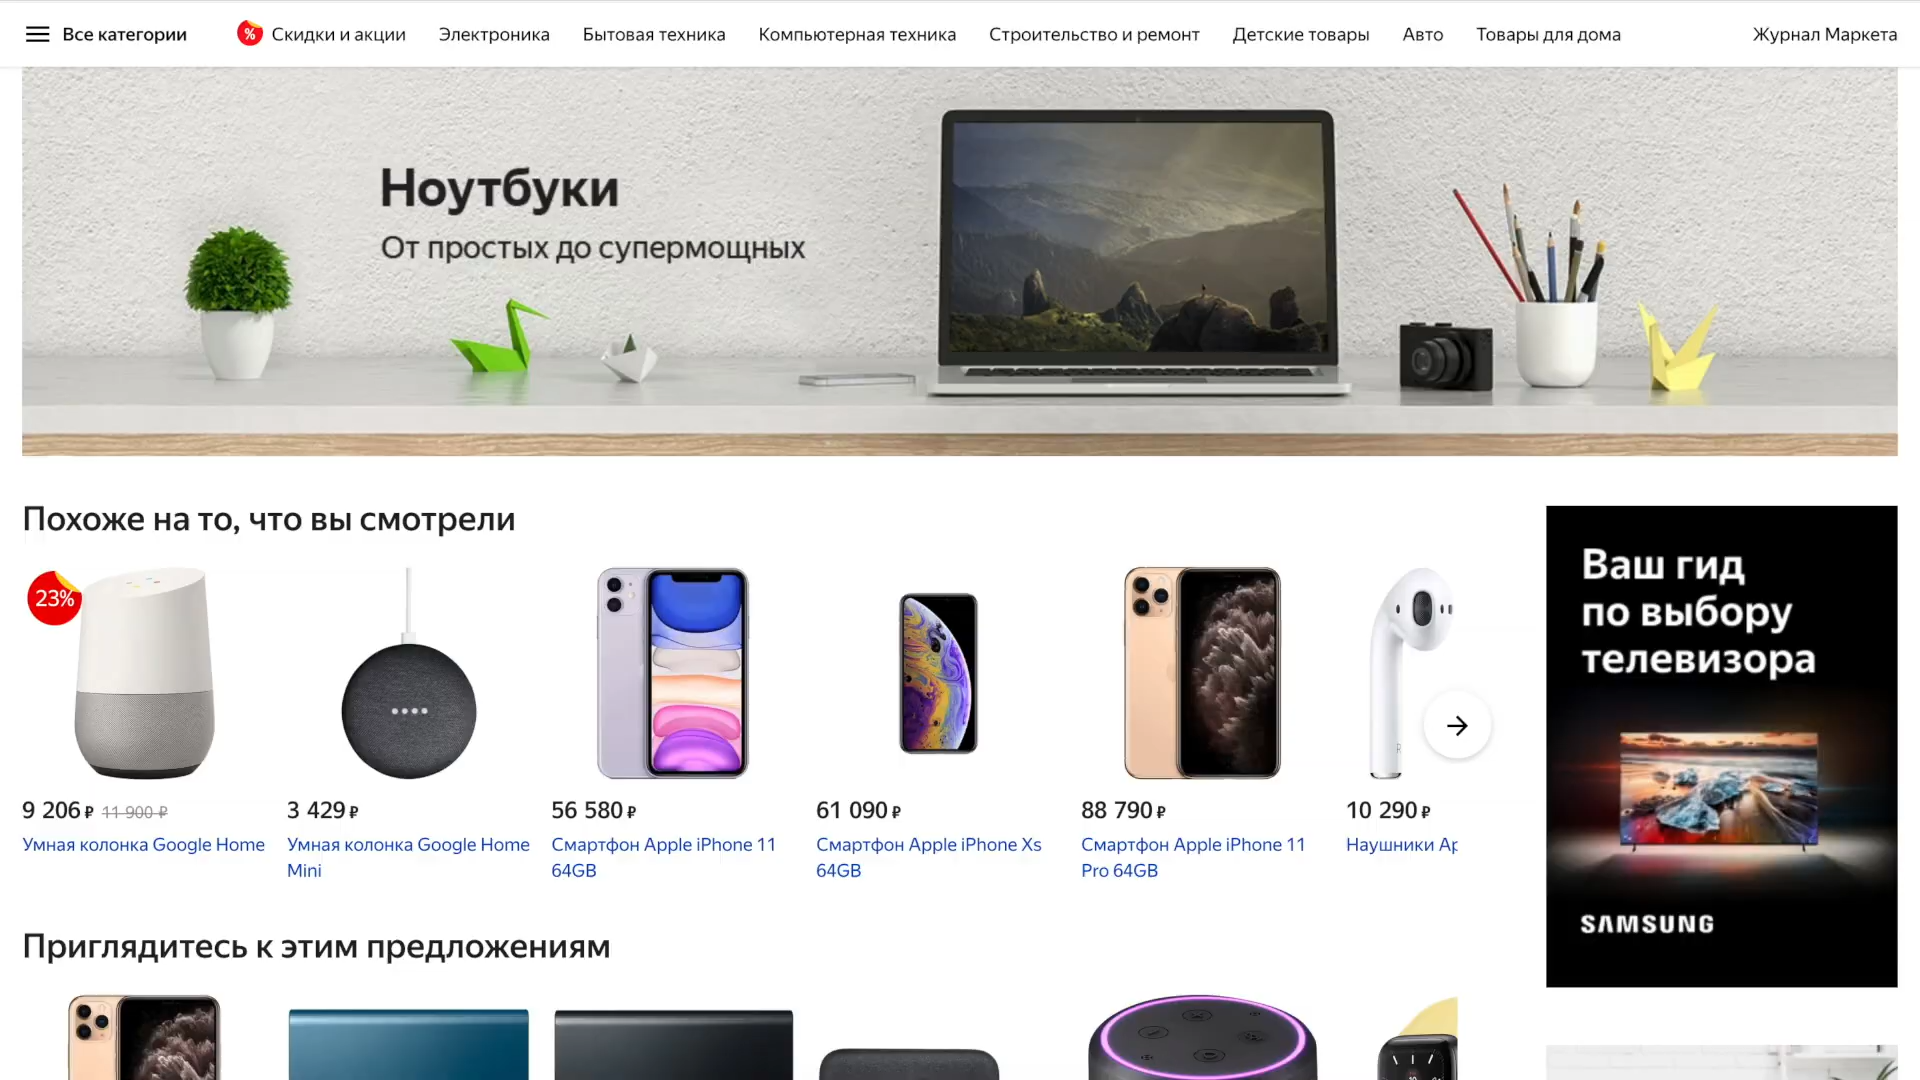 Все категории
% Скидки и акции
Электроника
Бытовая техника
Компьютерная техника
Строительство и ремонт
Детские товары
Авто
Товары для дома
Журнал Маркета
Ноутбуки
От простых до супермощных
Похоже на то, что вы смотрели
23%
9 206 ₽ 11 900 ₽
Умная колонка Google Home
3 429 ₽
Умная колонка Google Home
Mini
56 580 ₽
Смартфон Apple iPhone 11
64GB
61 090 ₽
Смартфон Apple iPhone Xs
64GB
88 790 ₽
Смартфон Apple iPhone 11
Pro 64GB
10 290 ₽
Наушники
Ваш гид
по выбору
телевизора
SAMSUNG
Приглядитесь к этим предложениям